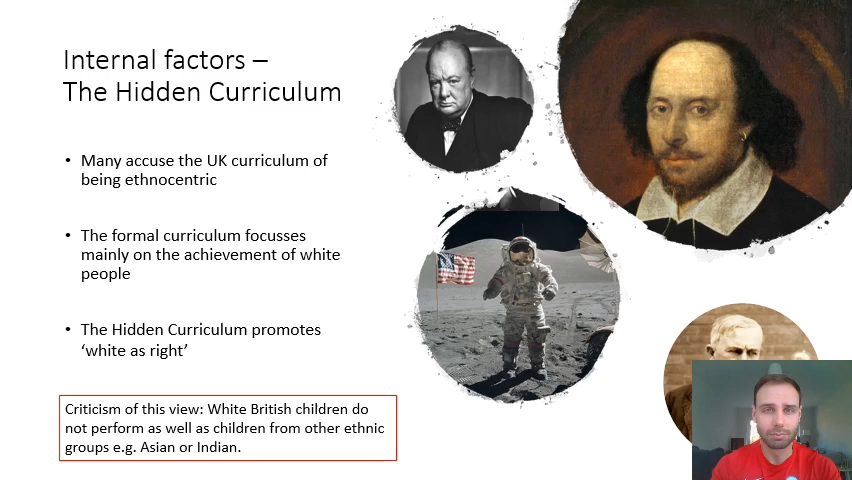 Internal factors –
The Hidden Curriculum
• Many accuse the UK curriculum of
being ethnocentric
• The formal curriculum focusses
mainly on the achievement of white
people
• The Hidden Curriculum promotes
‘white as right’
Criticism of this view: White British children do
not perform as well as children from other ethnic
groups e.g. Asian or Indian.